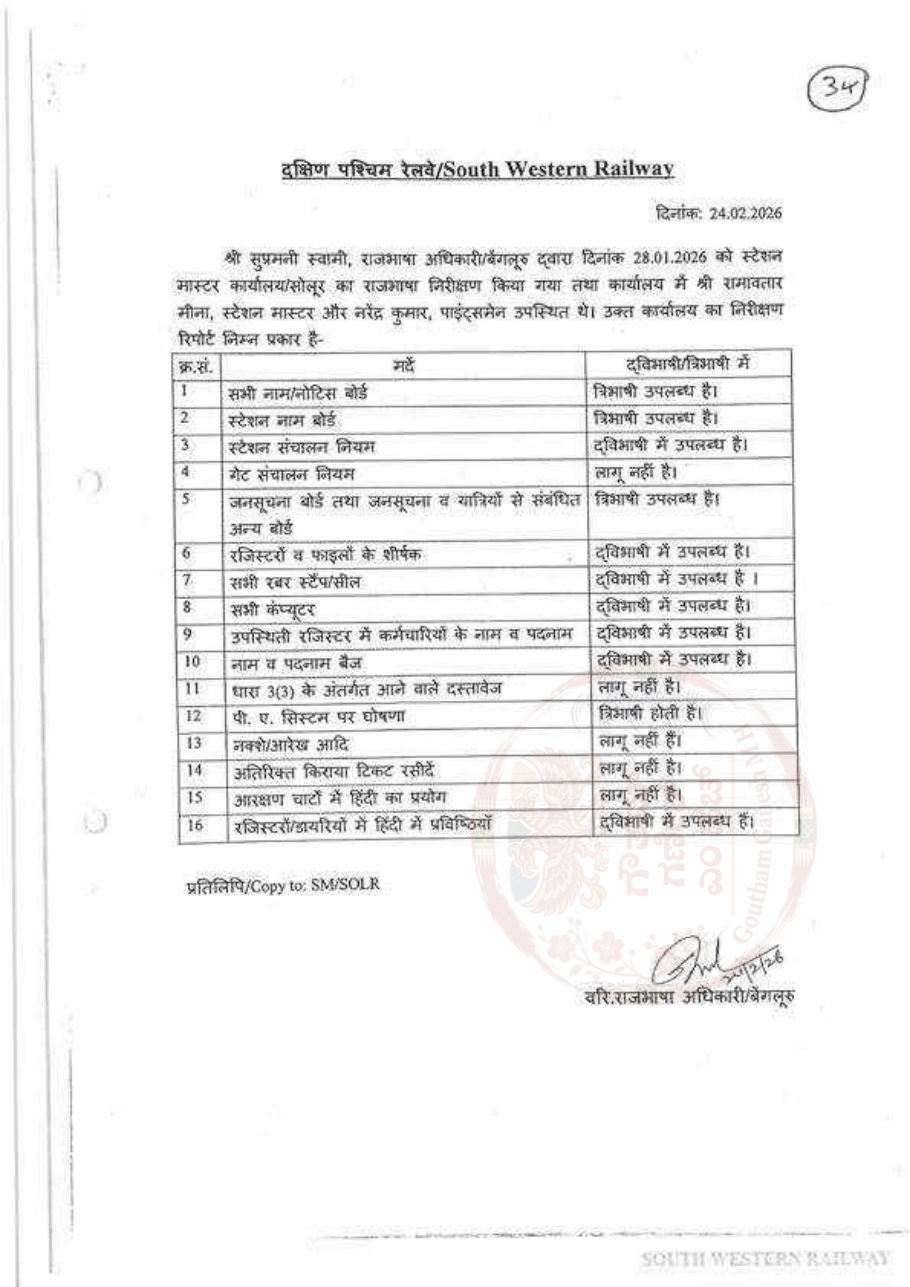 34
दक्षिण पश्चिम रेलवे/South Western Railway
दिनांक: 24.02.2026
श्री सुप्रमनी स्वामी, राजभाषा अधिकारी/बेंगलूरु द्वारा दिनांक 28.01.2026 को स्टेशन
मास्टर कार्यालय/सोलूर का राजभाषा निरीक्षण किया गया तथा कार्यालय में श्री रामावतार
मीना, स्टेशन मास्टर और नरेंद्र कुमार, पाइंट्समेन उपस्थित थे। उक्त कार्यालय का निरीक्षण
रिपोर्ट निम्न प्रकार है-
क्र.सं. मदें द्विभाषी/त्रिभाषी में
1 सभी नाम/नोटिस बोर्ड त्रिभाषी उपलब्ध है।
2 स्टेशन नाम बोर्ड त्रिभाषी उपलब्ध है।
3 स्टेशन संचालन नियम द्विभाषी में उपलब्ध है।
4 गेट संचालन नियम लागू नहीं है।
5 जनसूचना बोर्ड तथा जनसूचना व यात्रियों से संबंधित त्रिभाषी उपलब्ध है।
अन्य बोर्ड
6 रजिस्टरों व फाइलों के शीर्षक द्विभाषी में उपलब्ध है।
7 सभी रबर स्टैंप/सील द्विभाषी में उपलब्ध है ।
8 सभी कंप्यूटर द्विभाषी में उपलब्ध है।
9 उपस्थिती रजिस्टर में कर्मचारियों के नाम व पदनाम द्विभाषी में उपलब्ध है।
10 नाम व पदनाम बैज द्विभाषी में उपलब्ध है।
11 धारा 3(3) के अंतर्गत आने वाले दस्तावेज लागू नहीं है।
12 पी. ए. सिस्टम पर घोषणा त्रिभाषी होती है।
13 नक्शे/आरेख आदि लागू नहीं हैं।
14 अतिरिक्त किराया टिकट रसीदें लागू नहीं है।
15 आरक्षण चार्टों में हिंदी का प्रयोग लागू नहीं है।
16 रजिस्टरों/डायरियों में हिंदी में प्रविष्ठियाँ द्विभाषी में उपलब्ध हैं।
प्रतिलिपि/Copy to: SM/SOLR
24/2/26
वरि.राजभाषा अधिकारी/बेंगलूरु
Goutham Ganesh
SOUTH WESTERN RAILWAY